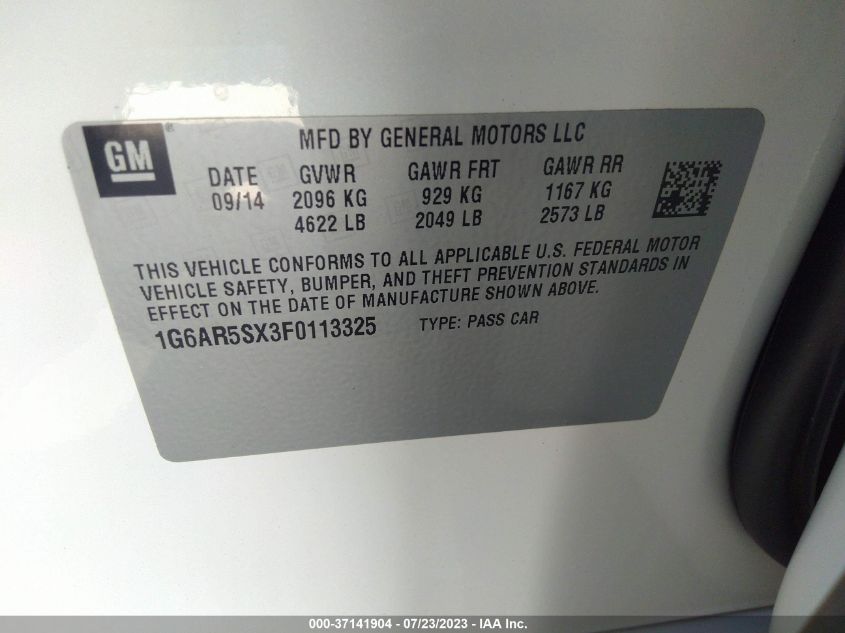 GM ®
MFD BY GENERAL MOTORS LLC
DATE GVWR GAWR FRT GAWR RR
09/14 2096 KG 929 KG 1167 KG
4622 LB 2049 LB 2573 LB
THIS VEHICLE CONFORMS TO ALL APPLICABLE U.S. FEDERAL MOTOR
VEHICLE SAFETY, BUMPER, AND THEFT PREVENTION STANDARDS IN
EFFECT ON THE DATE OF MANUFACTURE SHOWN ABOVE.
1G6AR5SX3F0113325 TYPE: PASS CAR
000-37141904 - 07/23/2023 - IAA Inc.